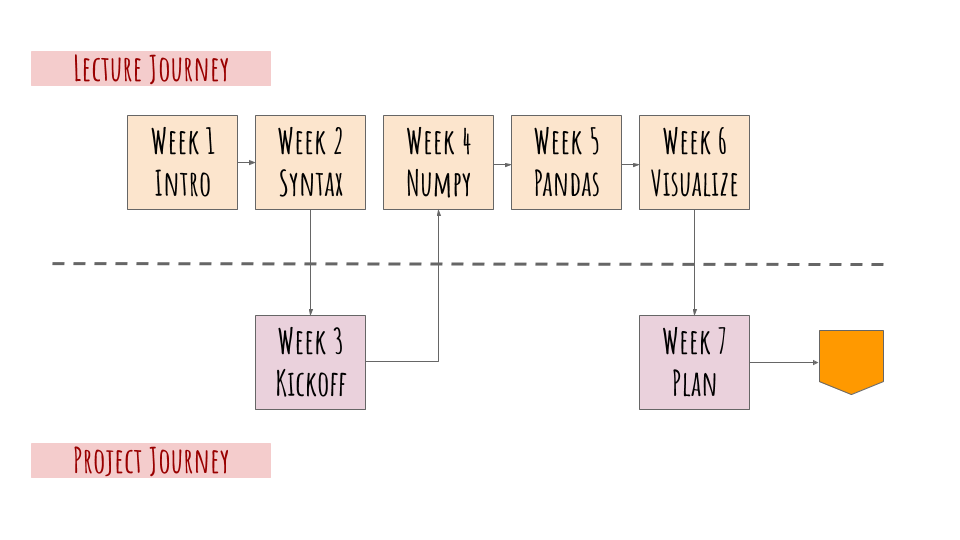 Lecture Journey
Week 1
Intro
Week 2
Syntax
Week 4
Numpy
Week 5
Pandas
Week 6
Visualize
Week 3
Kickoff
Week 7
Plan
Project Journey